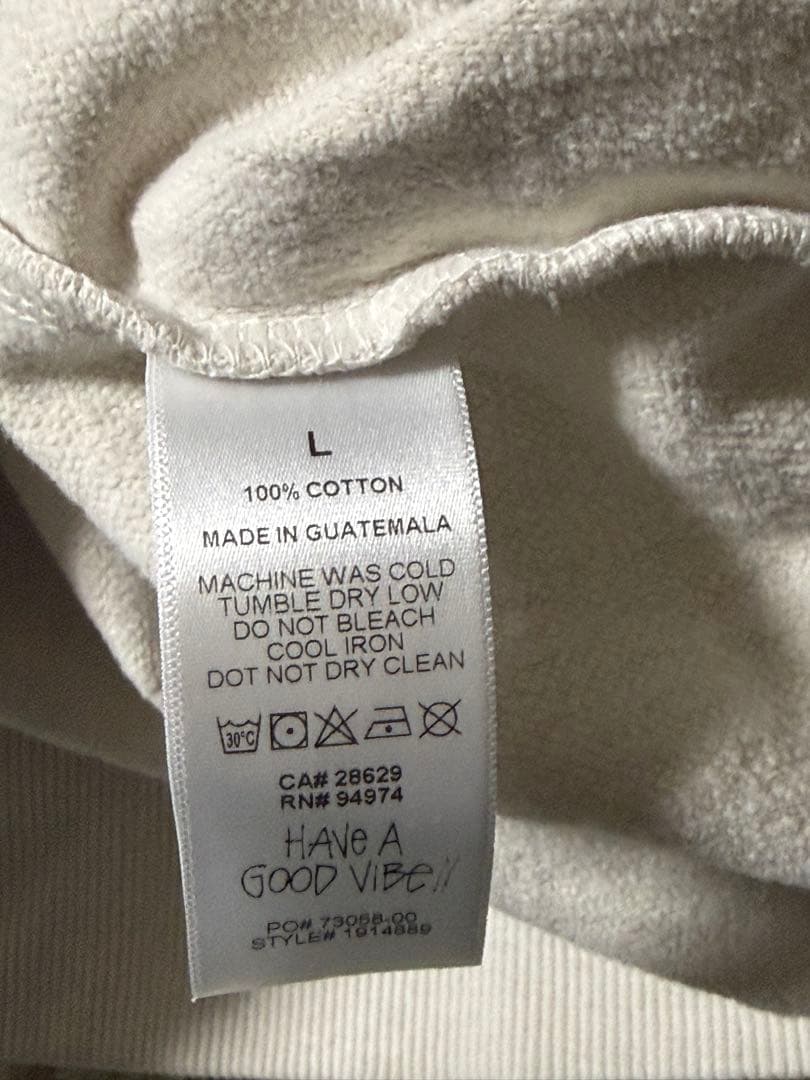 L
100% COTTON
MADE IN GUATEMALA
MACHINE WAS COLD
TUMBLE DRY LOW
DO NOT BLEACH
COOL IRON
DOT NOT DRY CLEAN
30°C
CA# 28629
RN# 94974
HAVE A
GOOD VIBE!!
PO# 73068-00
STYLE# 1914889